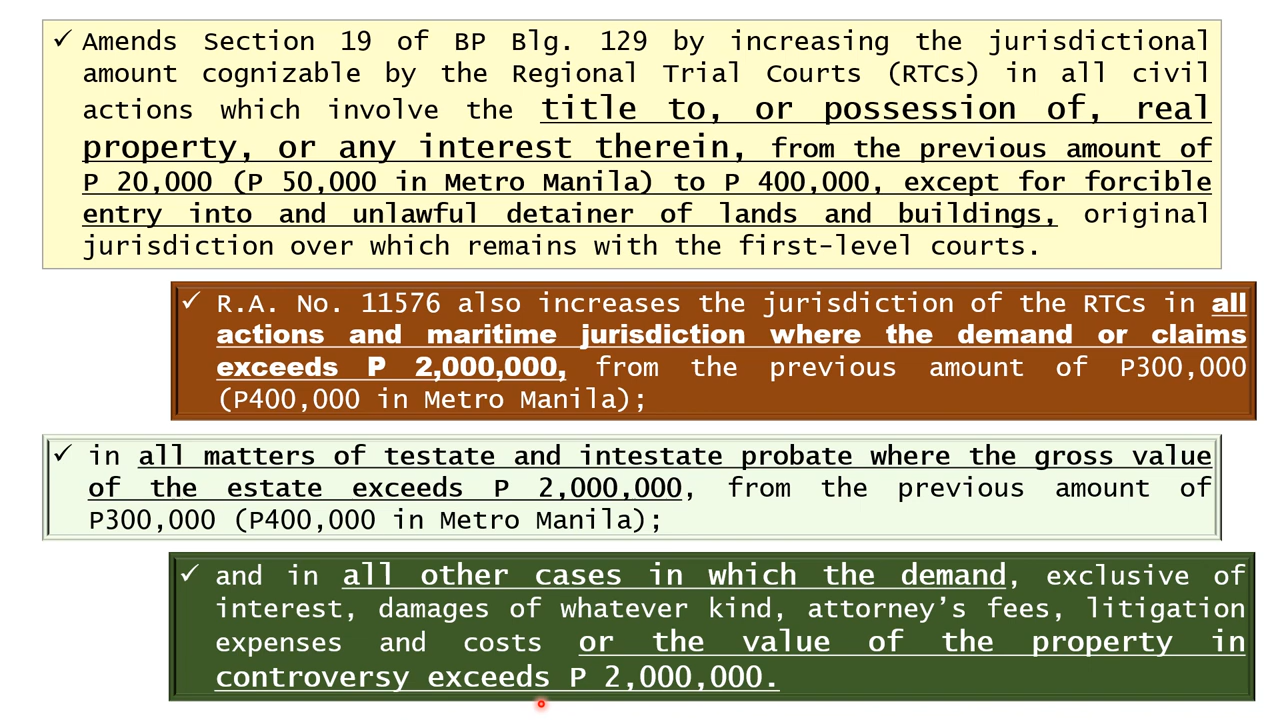 ✓ Amends Section 19 of BP Blg. 129 by increasing the jurisdictional
amount cognizable by the Regional Trial Courts (RTCs) in all civil
actions which involve the title to, or possession of, real
property, or any interest therein, from the previous amount of
P 20,000 (P 50,000 in Metro Manila) to P 400,000, except for forcible
entry into and unlawful detainer of lands and buildings, original
jurisdiction over which remains with the first-level courts.
✓ R.A. No. 11576 also increases the jurisdiction of the RTCs in all
actions and maritime jurisdiction where the demand or claims
exceeds P 2,000,000, from the previous amount of P300,000
(P400,000 in Metro Manila);
✓ in all matters of testate and intestate probate where the gross value
of the estate exceeds P 2,000,000, from the previous amount of
P300,000 (P400,000 in Metro Manila);
✓ and in all other cases in which the demand, exclusive of
interest, damages of whatever kind, attorney’s fees, litigation
expenses and costs or the value of the property in
controversy exceeds P 2,000,000.